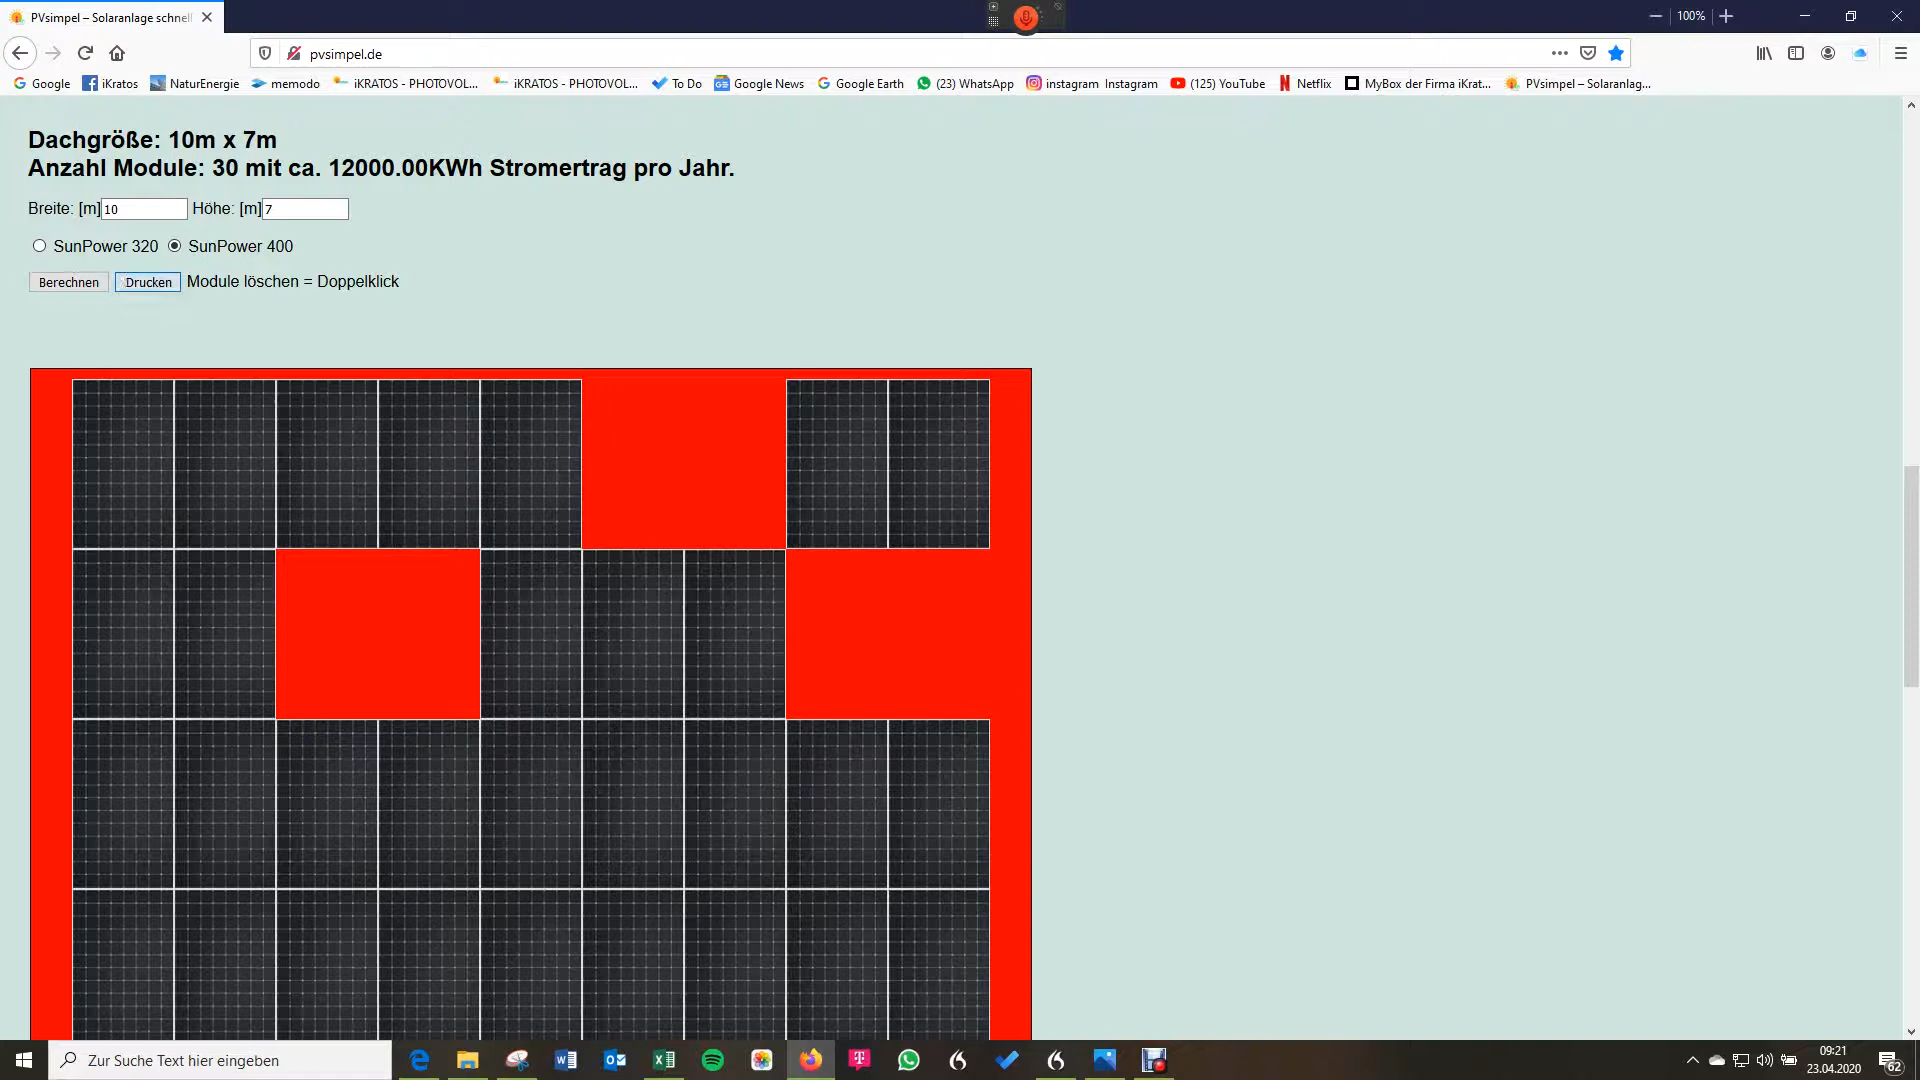 PVsimpel – Solaranlage schnel
100%
pvsimpel.de
Google
iKratos
NaturEnergie
memodo
iKRATOS - PHOTOVOL...
iKRATOS - PHOTOVOL...
To Do
Google News
Google Earth
(23) WhatsApp
instagram Instagram
(125) YouTube
Netflix
MyBox der Firma iKrat...
PVsimpel – Solaranlag...
Dachgröße: 10m x 7m
Anzahl Module: 30 mit ca. 12000.00KWh Stromertrag pro Jahr.
Breite: [m] 10 Höhe: [m] 7
SunPower 320 SunPower 400
Berechnen Drucken Module löschen = Doppelklick
Zur Suche Text hier eingeben
09:21
23.04.2020
62